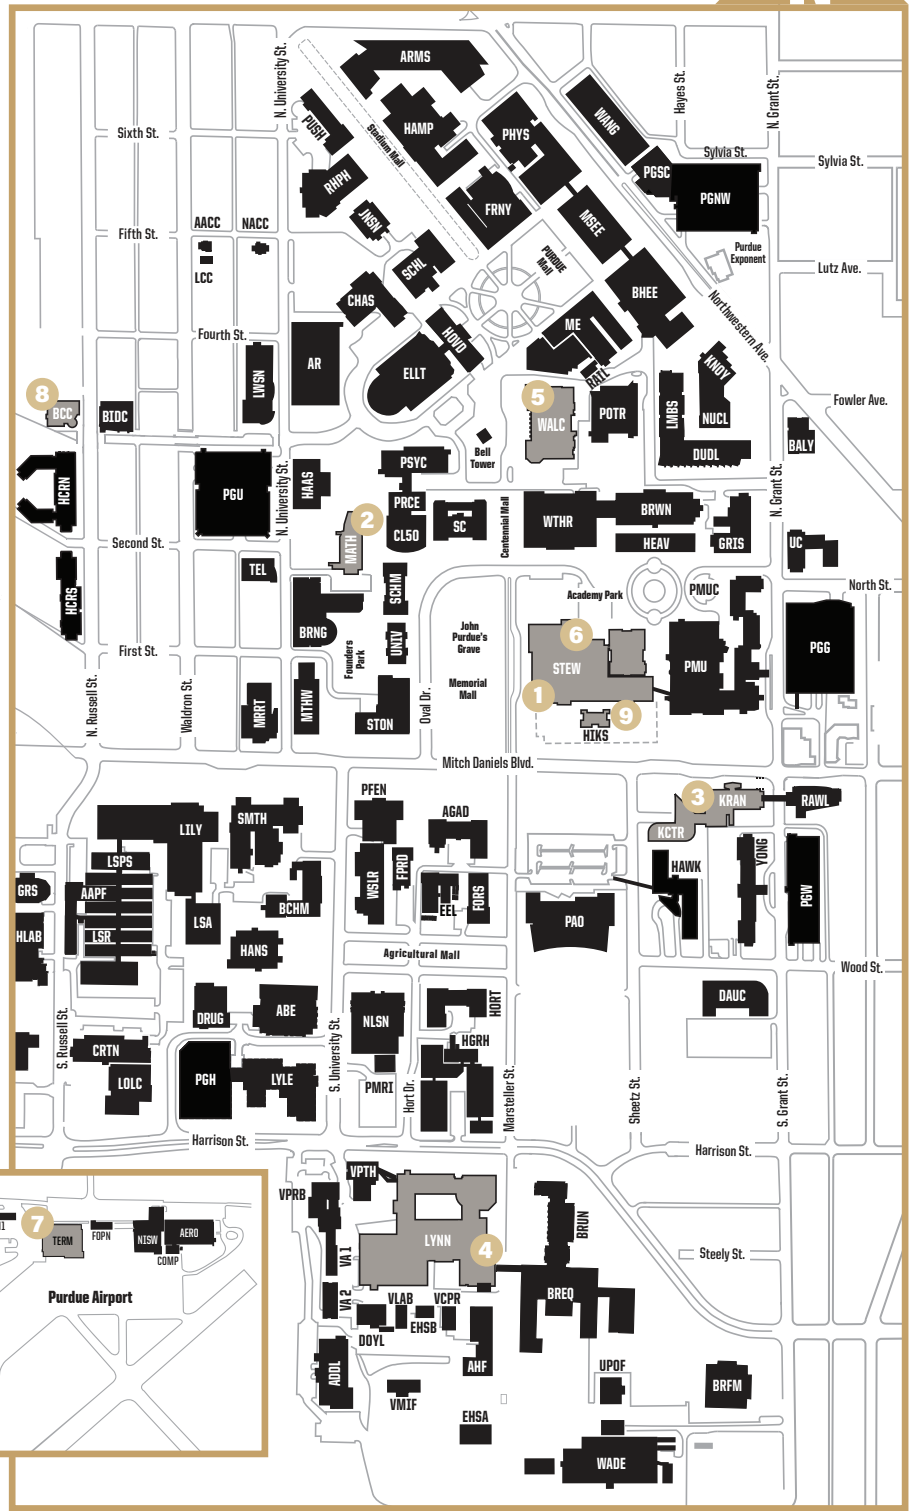 ARMS
N. University St.
Hayes St.
N. Grant St.
WANG
HAMP
PUSH
Sixth St.
PHYS
Stadium Mall
Sylvia St.
Sylvia St.
PGSC
RHPH
PGNW
FRNY
JNSN
MSEE
AACC
NACC
Fifth St.
Purdue
Exponent
PURDUE
Mall
SCHL
Lutz Ave.
LCC
BHEE
CHAS
Northwestern Ave.
ME
Fourth St.
HOVD
AR
KNOY
ELLT
RAIL
LWSN
8
BCC
BIDC
5
WALC
POTR
LMBS
NUCL
Fowler Ave.
BALY
DUDL
Bell
Tower
PSYC
HCRN
PGU
N. University St.
HAAS
PRCE
N. Grant St.
2
MATH
CL50
SC
Centennial Mall
WTHR
BRWN
HEAV
GRIS
UC
Second St.
TEL
SCHM
HCRS
Academy Park
PMUC
North St.
BRNG
UNIV
John
Purdue's
Grave
6
First St.
Founders
Park
STEW
PMU
PGG
N. Russell St.
Waldron St.
MRRT
MTHW
Oval Dr.
Memorial
Mall
1
STON
9
HIKS
Mitch Daniels Blvd.
PFEN
3
KRAN
RAWL
AGAD
LILY
SMTH
KCTR
LSPS
YONG
HAWK
WSLR
FPRD
GRS
AAPF
FORS
PGW
BCHM
EEL
LSA
PAO
HLAB
LSR
HANS
Agricultural Mall
Wood St.
DAUC
HORT
DRUG
ABE
NLSN
S. Russell St.
CRTN
HGRH
S. University St.
LOLC
PGH
LYLE
PMRI
Hort Dr.
Marsteller St.
Sheetz St.
S. Grant St.
Harrison St.
Harrison St.
VPTH
VPRB
BRUN
7
TERM
FOPN
NISW
AERO
COMP
LYNN
4
VA 1
Steely St.
Purdue Airport
VA 2
VLAB
VCPR
BREQ
DOYL
EHSB
ADDL
AHF
UPOF
BRFM
VMIF
EHSA
WADE